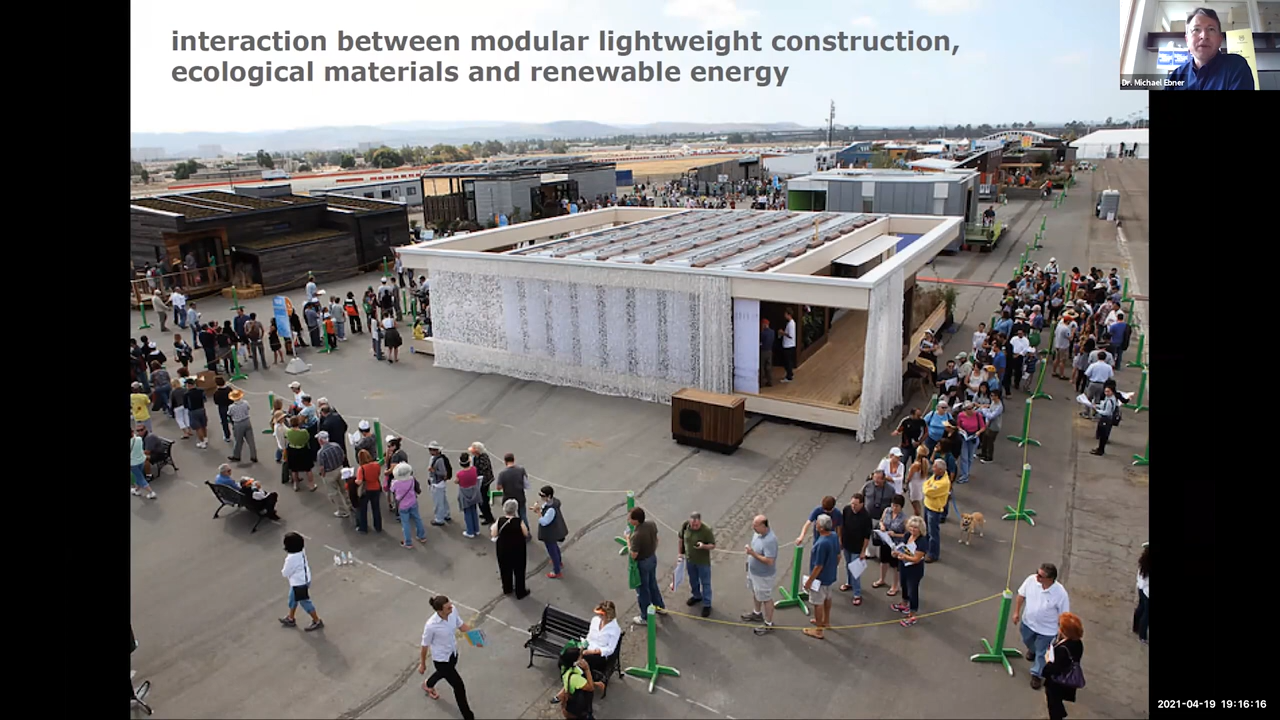 interaction between modular lightweight construction,
ecological materials and renewable energy
Dr. Michael Ebner
2021-04-19 19:16:16